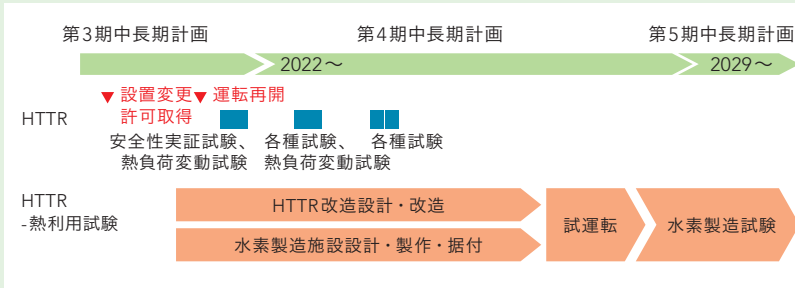 第3期中長期計画 第4期中長期計画 第5期中長期計画
2022～ 2029～
▼ 設置変更 ▼ 運転再開
許可取得
HTTR
安全性実証試験、 各種試験、 各種試験
熱負荷変動試験 熱負荷変動試験
HTTR
-熱利用試験
HTTR改造設計・改造
水素製造施設設計・製作・据付
試運転
水素製造試験